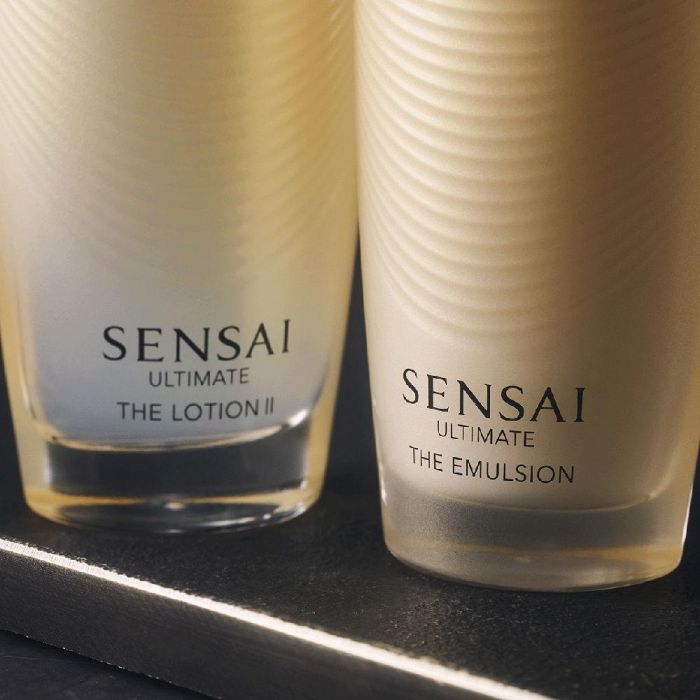 SENSAI
ULTIMATE
THE LOTION II
SENSAI
ULTIMATE
THE EMULSION